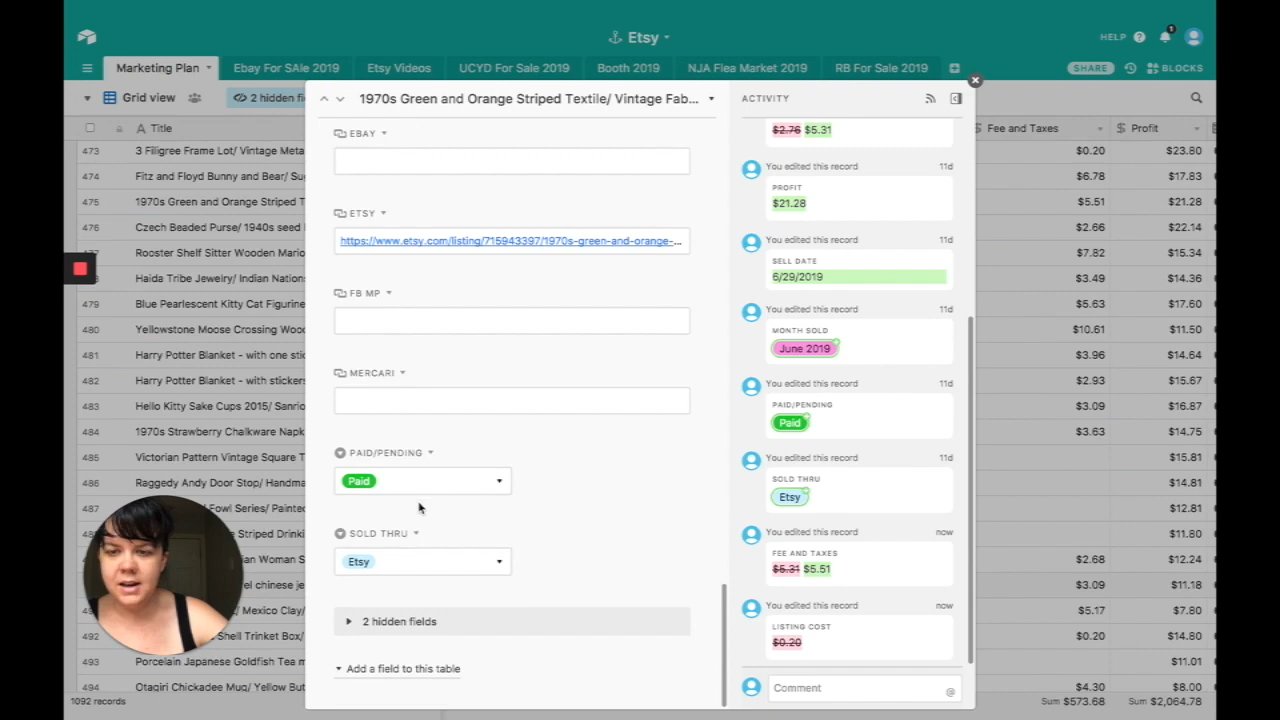 Etsy
HELP
1
Marketing Plan
Ebay For SAle 2019
Etsy Videos
UCYD For Sale 2019
Booth 2019
NJA Flea Market 2019
RB For Sale 2019
SHARE
BLOCKS
Grid view
2 hidden fi
1970s Green and Orange Striped Textile/ Vintage Fab...
ACTIVITY
Title
Fee and Taxes
Profit
473 3 Filigree Frame Lot/ Vintage Meta
$0.20 $23.80
474 Fitz and Floyd Bunny and Bear/ Su
$6.78 $17.83
475 1970s Green and Orange Striped T
$5.51 $21.28
476 Czech Beaded Purse/ 1940s seed
$2.66 $22.14
Rooster Shelf Sitter Wooden Mario
$7.82 $15.34
Haida Tribe Jewelry/ Indian Nations
$3.49 $14.36
479 Blue Pearlescent Kitty Cat Figurine
$5.63 $17.60
480 Yellowstone Moose Crossing Woo
$10.61 $11.50
481 Harry Potter Blanket - with one stic
$3.96 $14.64
482 Harry Potter Blanket - with stickers
$2.93 $15.67
483 Hello Kitty Sake Cups 2015/ Sanrio
$3.09 $16.87
484 1970s Strawberry Chalkware Napk
$3.63 $14.75
485 Victorian Pattern Vintage Square T
$15.81
486 Raggedy Andy Door Stop/ Handm
$14.81
487 Fowl Series/ Painte
$12.81
Striped Drinki
$11.80
an Woman S
$2.68 $12.24
el chinese je
$3.09 $11.18
/ Mexico Clay/
$5.17 $7.80
492 Shell Trinket Box/
$0.20 $14.80
493 Porcelain Japanese Goldfish Tea m
$11.01
494 Otagiri Chickadee Mug/ Yellow But
$4.30 $8.00
1092 records
Sum $573.68 Sum $2,064.78
EBAY
ETSY
https://www.etsy.com/listing/715943397/1970s-green-and-orange-...
FB MP
MERCARI
PAID/PENDING
Paid
SOLD THRU
Etsy
2 hidden fields
Add a field to this table
$2.76 $5.31
You edited this record 11d
PROFIT
$21.28
You edited this record 11d
SELL DATE
6/29/2019
You edited this record 11d
MONTH SOLD
June 2019
You edited this record 11d
PAID/PENDING
Paid
You edited this record 11d
SOLD THRU
Etsy
You edited this record now
FEE AND TAXES
$5.31 $5.51
You edited this record now
LISTING COST
$0.20
Comment
@